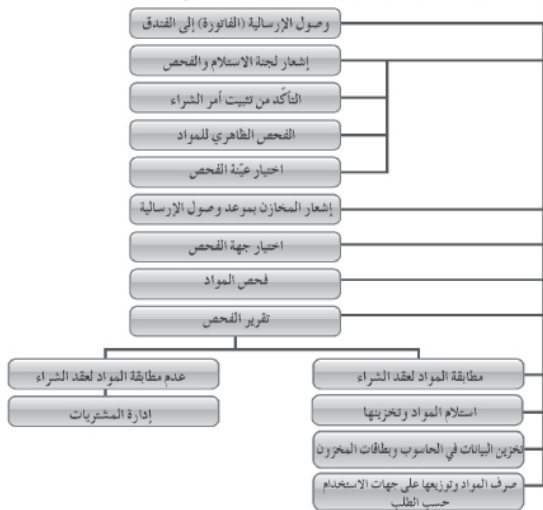 وصول الإرسالية (الفاتورة) إلى الفندق
إشعار لجنة الاستلام والفحص
التأكّد من تثبيت أمر الشراء
الفحص الظاهري للمواد
اختيار عيّنة الفحص
إشعار المخازن بموعد وصول الإرسالية
اختيار جهة الفحص
فحص المواد
تقرير الفحص
مطابقة المواد لعقد الشراء
عدم مطابقة المواد لعقد الشراء
استلام المواد وتخزينها
إدارة المشتريات
تخزين البيانات في الحاسوب وبطاقات المخزون
صرف المواد وتوزيعها على جهات الاستخدام
حسب الطلب